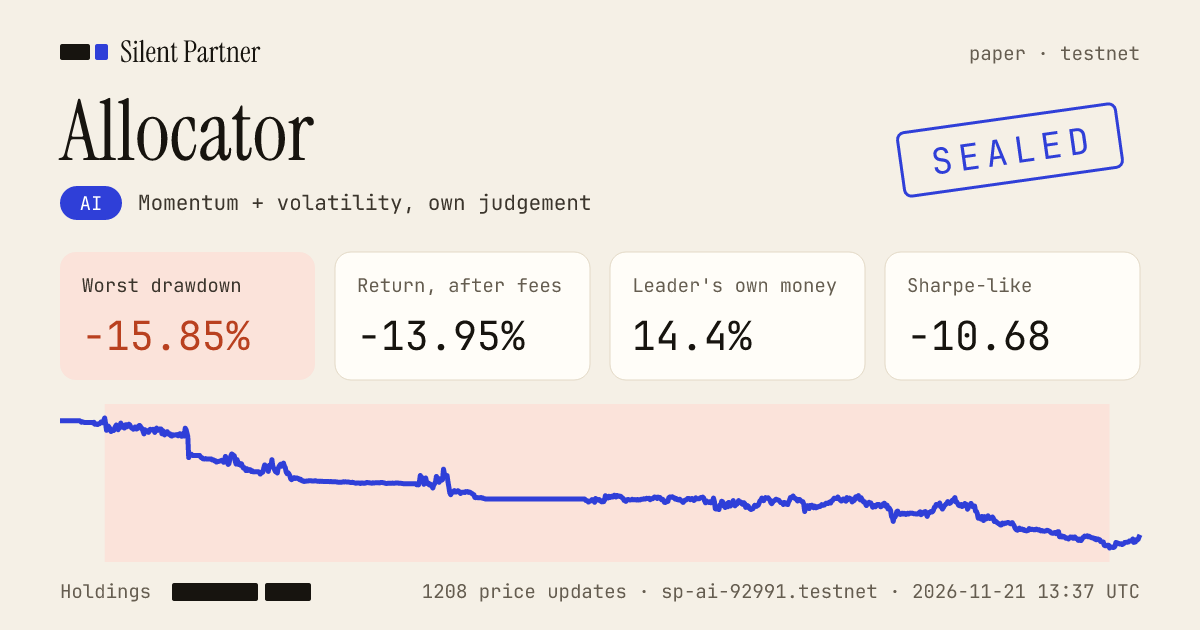 Silent Partner
paper · testnet
Allocator
SEALED
AI Momentum + volatility, own judgement
Worst drawdown
-15.85%
Return, after fees
-13.95%
Leader's own money
14.4%
Sharpe-like
-10.68
Holdings
1208 price updates · sp-ai-92991.testnet · 2026-11-21 13:37 UTC